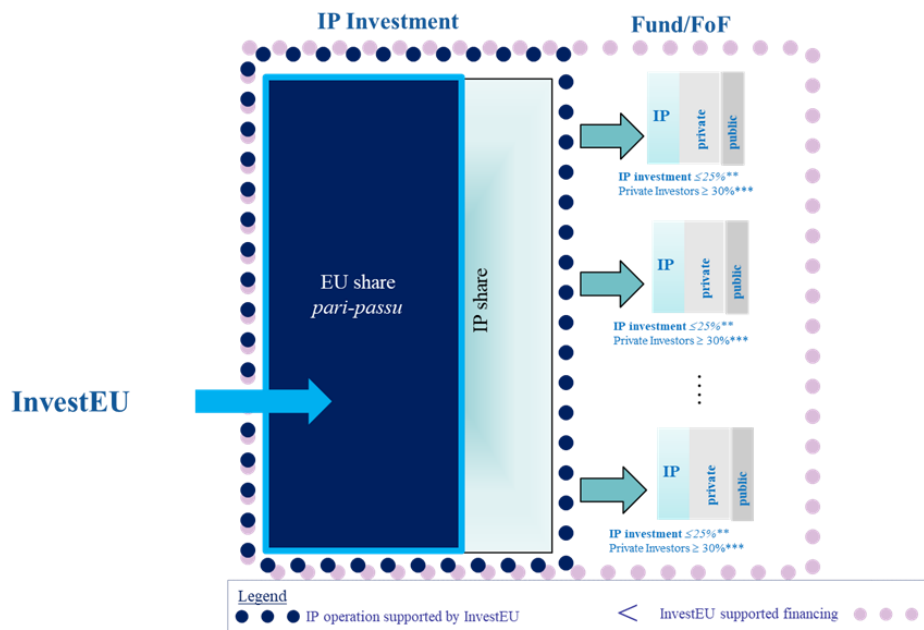 IP Investment
Fund/FoF
IP
private
public
IP investment ≤25%**
Private Investors ≥ 30%***
EU share
pari-passu
IP share
IP
private
public
IP investment ≤25%**
Private Investors ≥ 30%***
InvestEU
IP
private
public
IP investment ≤25%**
Private Investors ≥ 30%***
Legend
IP operation supported by InvestEU
< InvestEU supported financing